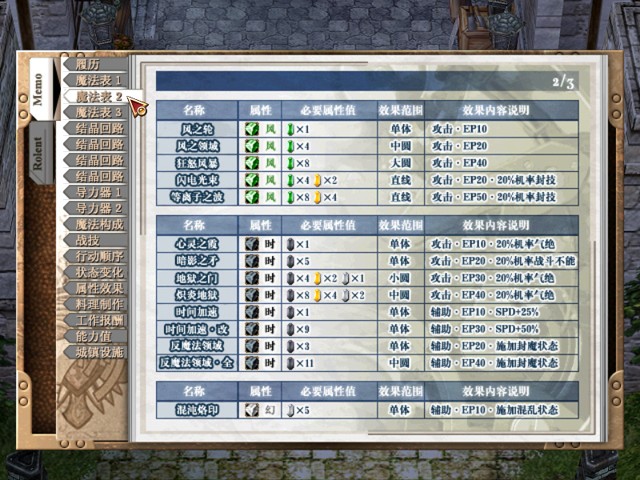 Memo
Rolent
履历
魔法表 1
魔法表 2
魔法表 3
结晶回路
结晶回路
结晶回路
结晶回路
导力器 1
导力器 2
魔法构成
战技
行动顺序
状态变化
属性效果
料理制作
工作报酬
能力值
城镇设施
2/3
名称 属性 必要属性值 效果范围 效果内容说明
风之轮 风 ×1 单体 攻击·EP10
风之领域 风 ×4 中圆 攻击·EP20
狂怒风暴 风 ×8 大圆 攻击·EP40
闪电光束 风 ×4 ×2 直线 攻击·EP20·20%机率封技
等离子之波 风 ×8 ×4 直线 攻击·EP50·20%机率封技
名称 属性 必要属性值 效果范围 效果内容说明
心灵之霞 时 ×1 单体 攻击·EP10·20%机率气绝
暗影之矛 时 ×5 单体 攻击·EP20·20%机率战斗不能
地狱之门 时 ×4 ×2 ×1 小圆 攻击·EP30·20%机率气绝
炽炎地狱 时 ×8 ×4 ×2 中圆 攻击·EP40·20%机率气绝
时间加速 时 ×1 单体 辅助·EP10·SPD+25%
时间加速·改 时 ×9 单体 辅助·EP30·SPD+50%
反魔法领域 时 ×3 单体 辅助·EP20·施加封魔状态
反魔法领域·全 时 ×11 中圆 辅助·EP40·施加封魔状态
名称 属性 必要属性值 效果范围 效果内容说明
混沌烙印 幻 ×5 单体 辅助·EP10·施加混乱状态